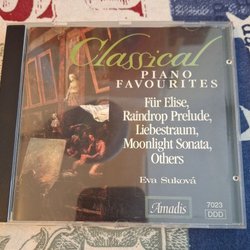 Classical
PIANO
FAVOURITES
Für Elise,
Raindrop Prelude,
Liebestraum,
Moonlight Sonata,
Others
Eva Suková
Amadis
7023
DDD